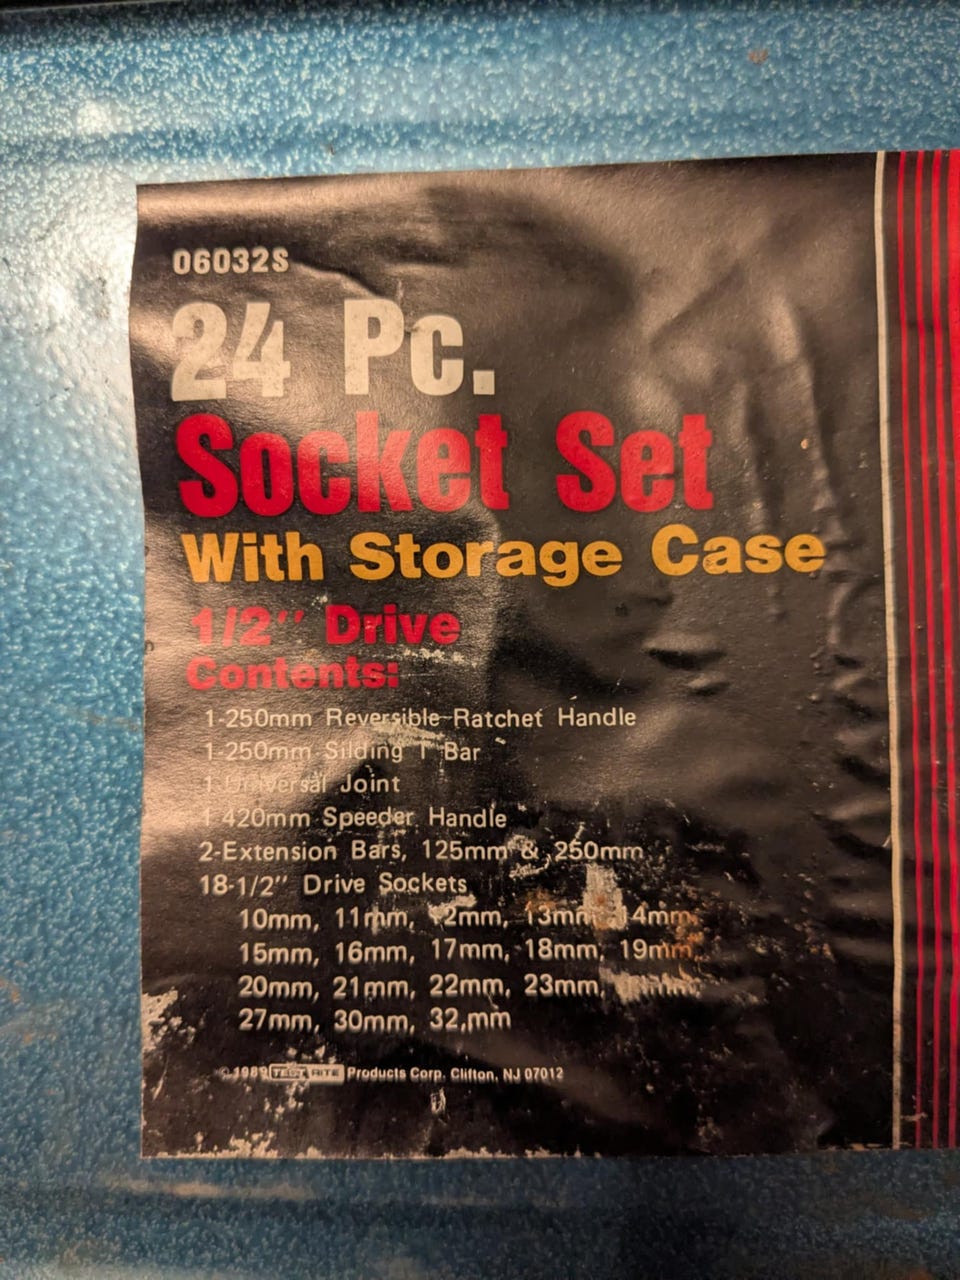 06032S
24 Pc.
Socket Set
With Storage Case
1/2" Drive
Contents:
1-250mm Reversible Ratchet Handle
1-250mm Silding T Bar
1 Universal Joint
1 420mm Speeder Handle
2-Extension Bars, 125mm & 250mm
18-1/2" Drive Sockets
10mm, 11mm, 12mm, 13mm, 14mm,
15mm, 16mm, 17mm, 18mm, 19mm,
20mm, 21mm, 22mm, 23mm,
27mm, 30mm, 32,mm
© 1989 TEST RITE Products Corp. Clifton, NJ 07012